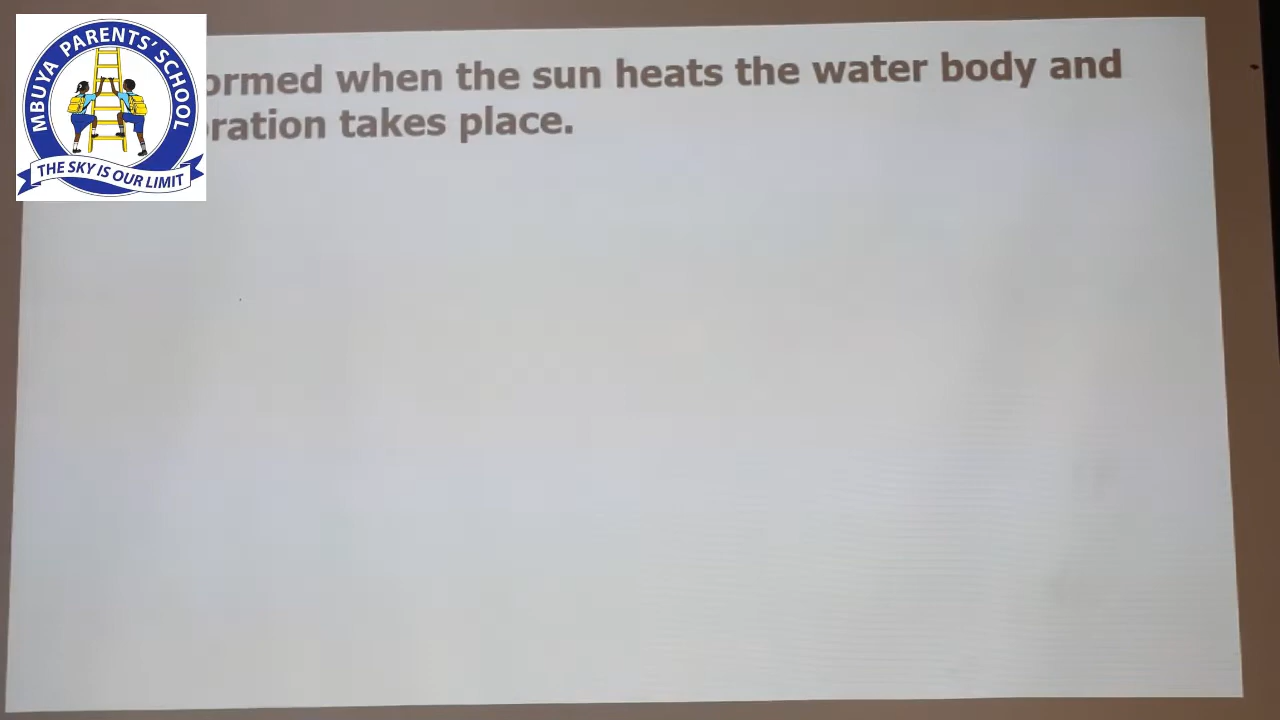 MBUYA PARENTS' SCHOOL
THE SKY IS OUR LIMIT
ormed when the sun heats the water body and
ration takes place.